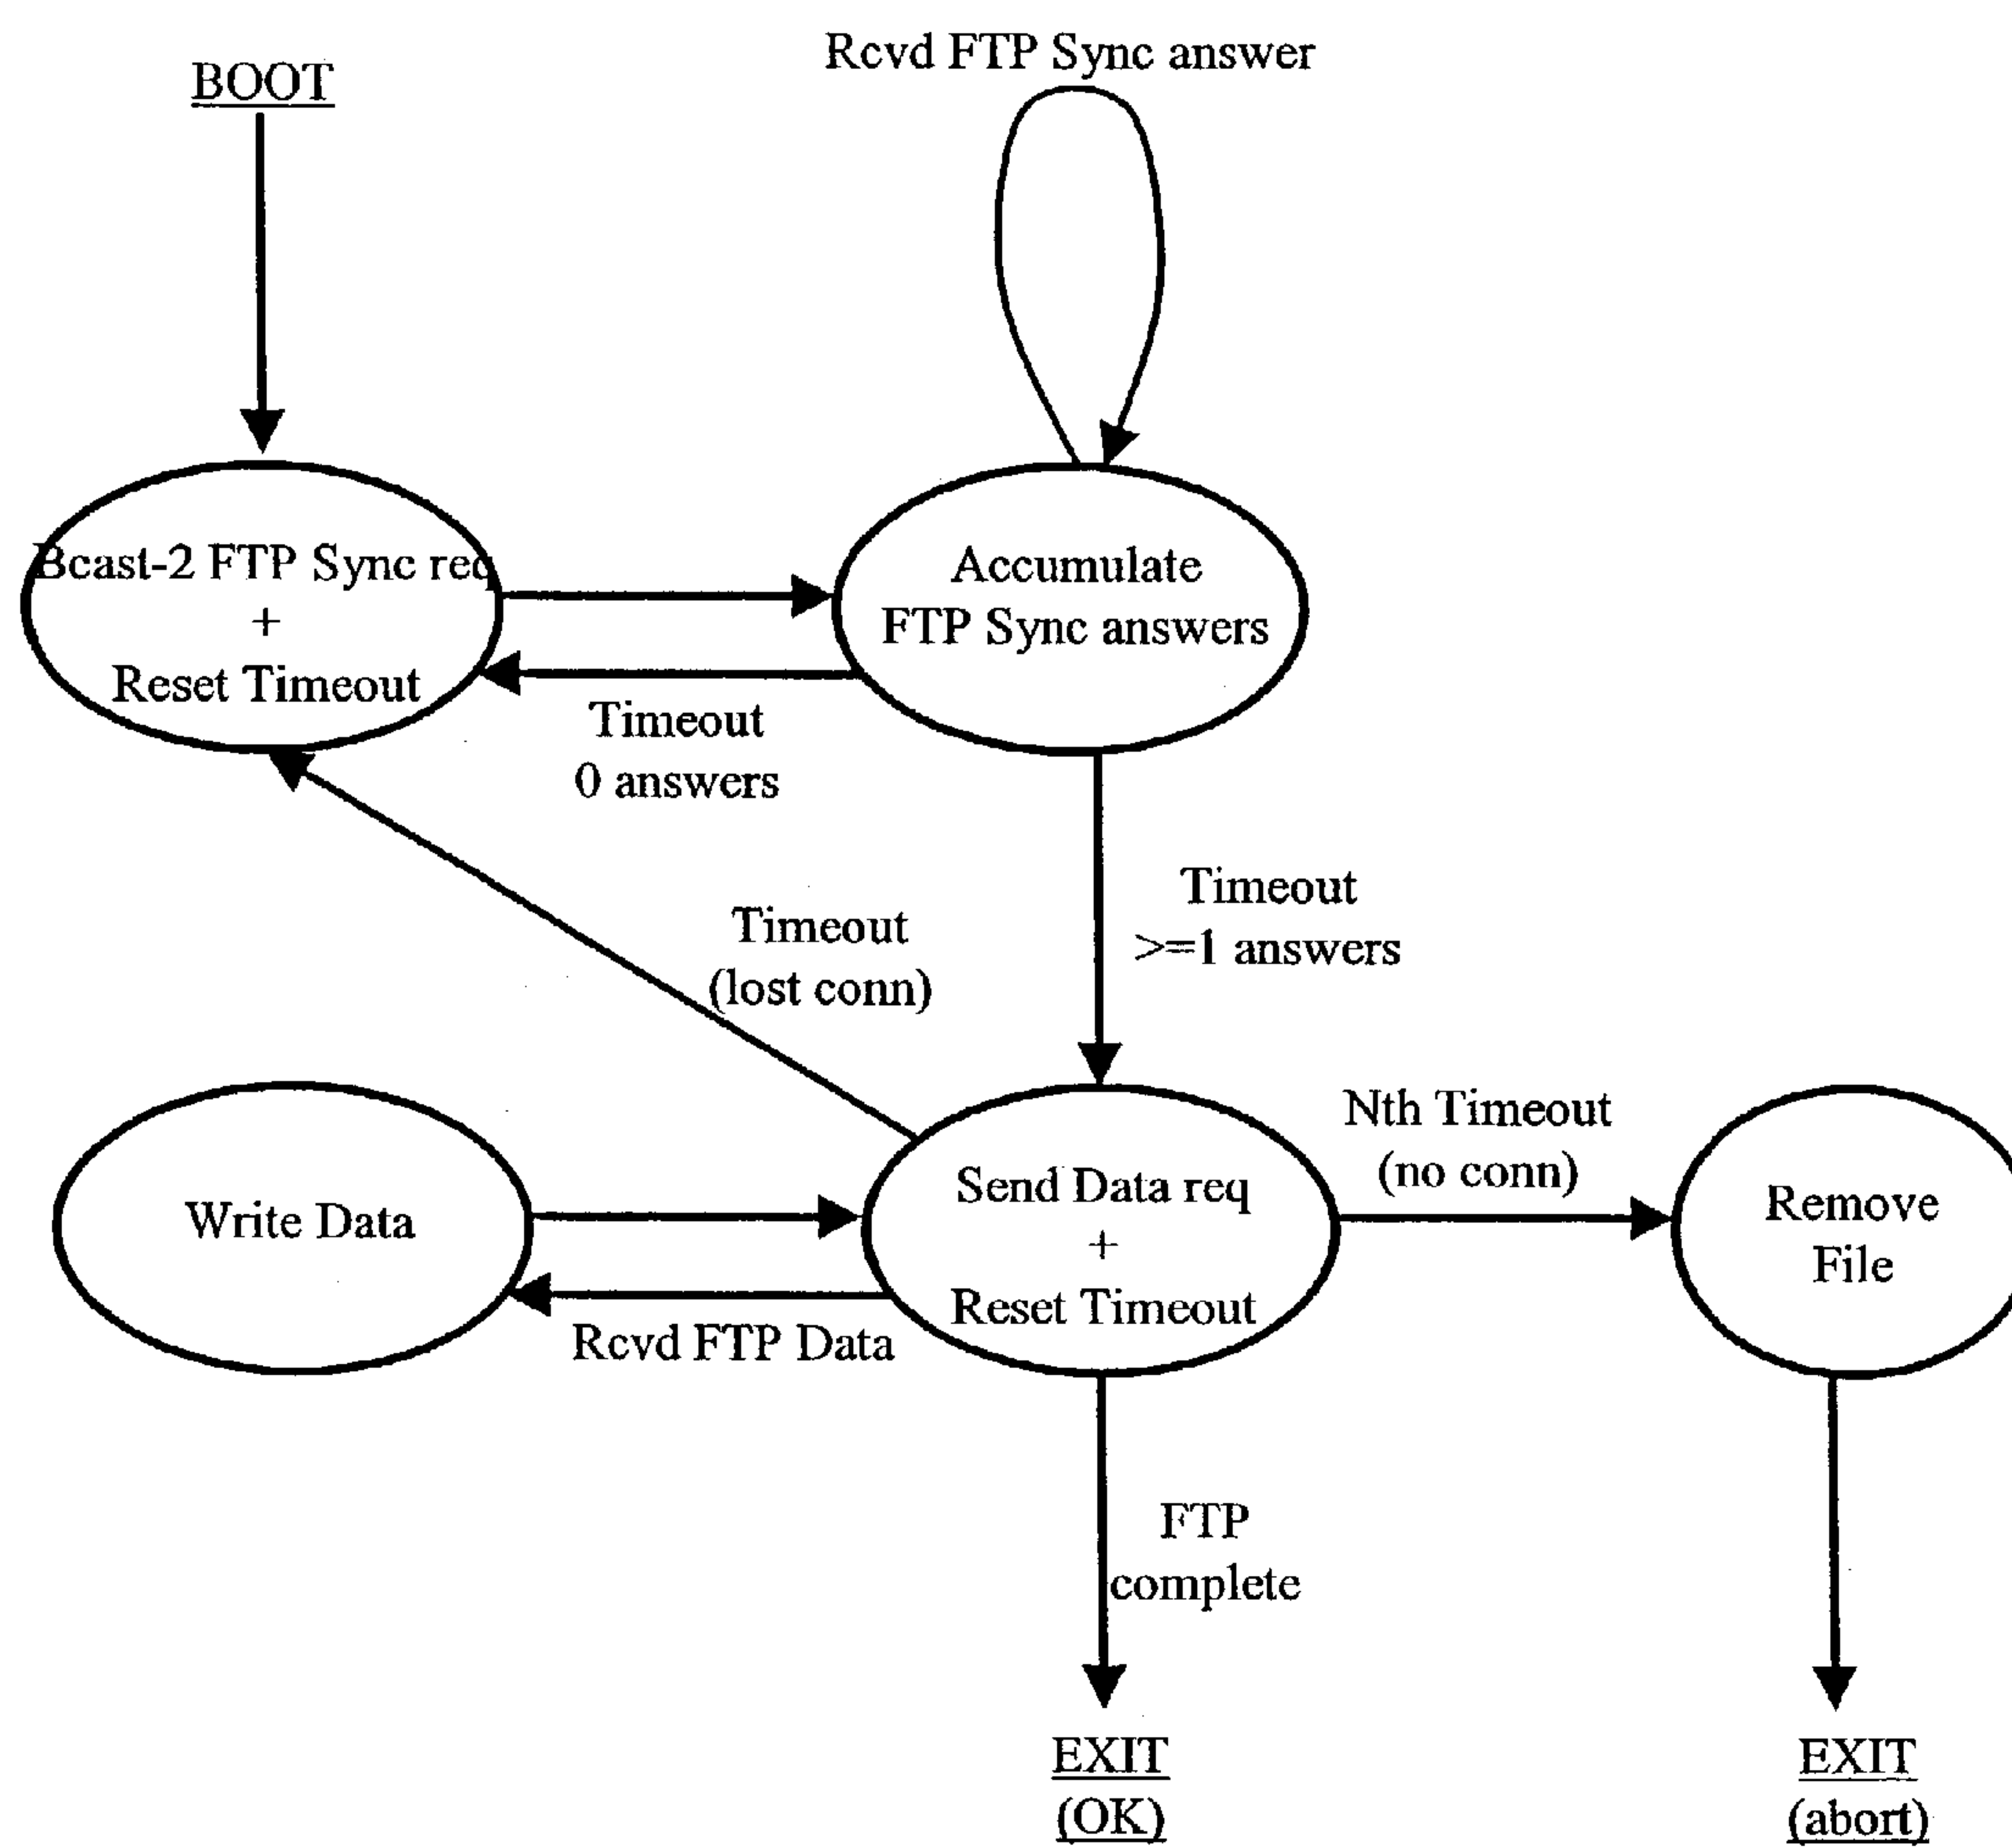 Rcvd FTP Sync answer
BOOT
Bcast-2 FTP Sync req
+
Reset Timeout
Accumulate
FTP Sync answers
Timeout
0 answers
Timeout
>=1 answers
Timeout
(lost conn)
Write Data
Send Data req
+
Reset Timeout
Nth Timeout
(no conn)
Remove
File
Rcvd FTP Data
FTP
complete
EXIT
(OK)
EXIT
(abort)